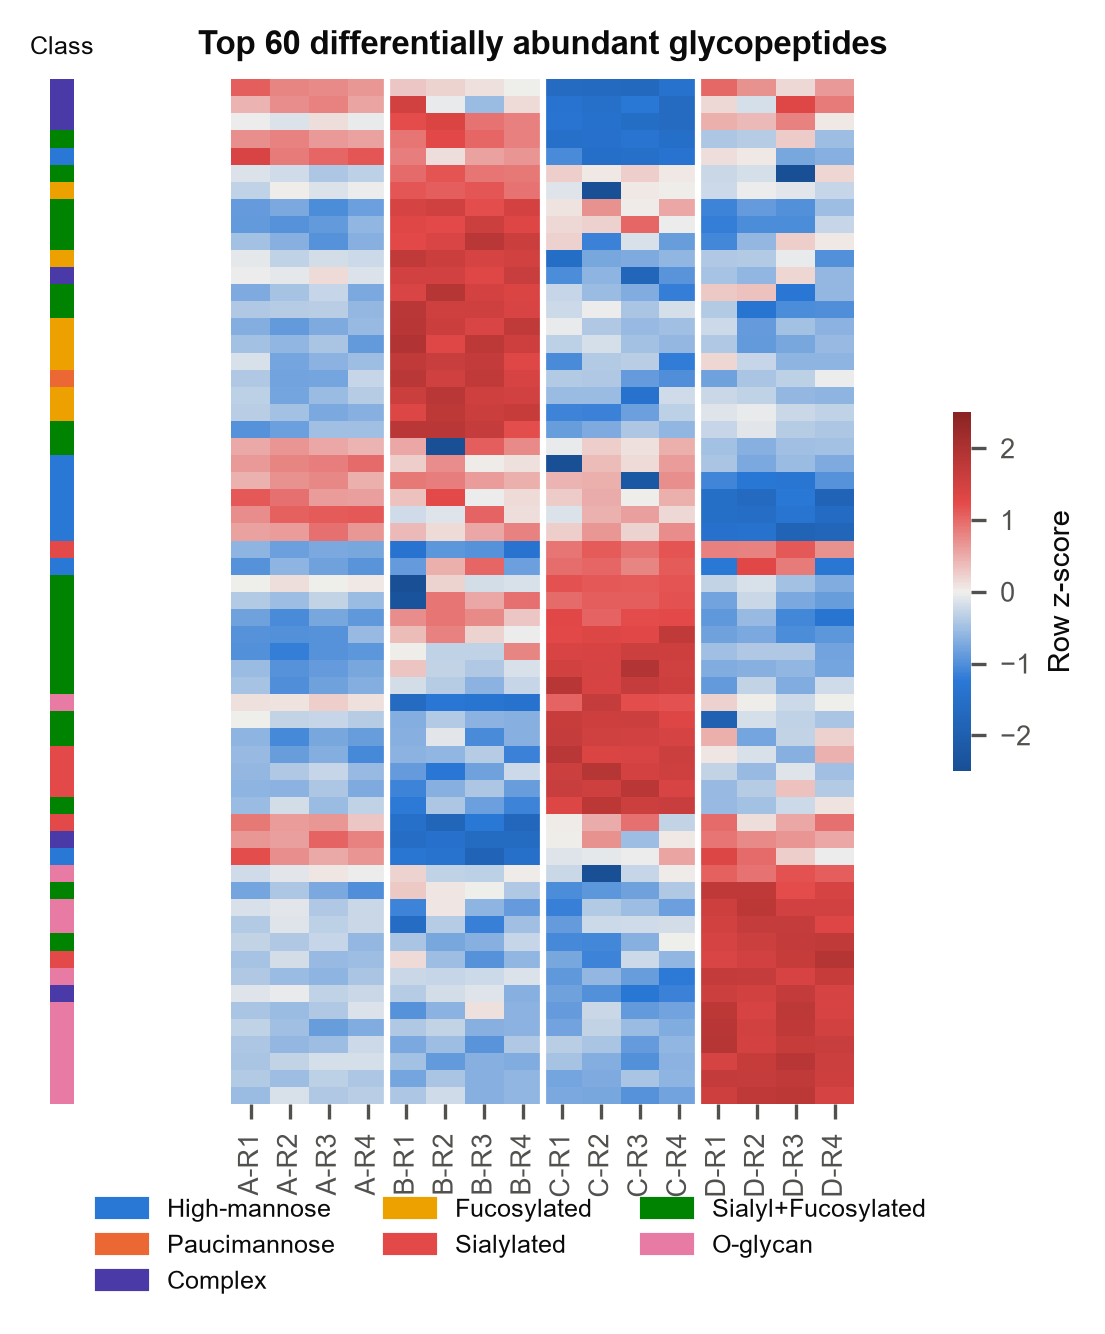 Class
Top 60 differentially abundant glycopeptides
2
1
0
−1
−2
Row z-score
A-R1
A-R2
A-R3
A-R4
B-R1
B-R2
B-R3
B-R4
C-R1
C-R2
C-R3
C-R4
D-R1
D-R2
D-R3
D-R4
High-mannose
Fucosylated
Sialyl+Fucosylated
Paucimannose
Sialylated
O-glycan
Complex